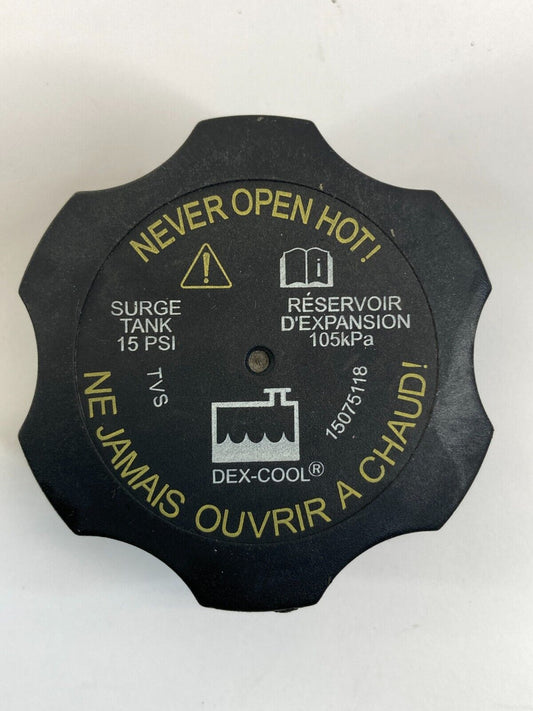 NEVER OPEN HOT!
SURGE
TANK
15 PSI
RÉSERVOIR
D'EXPANSION
105kPa
TVS
15075118
DEX-COOL®
NE JAMAIS OUVRIR A CHAUD!